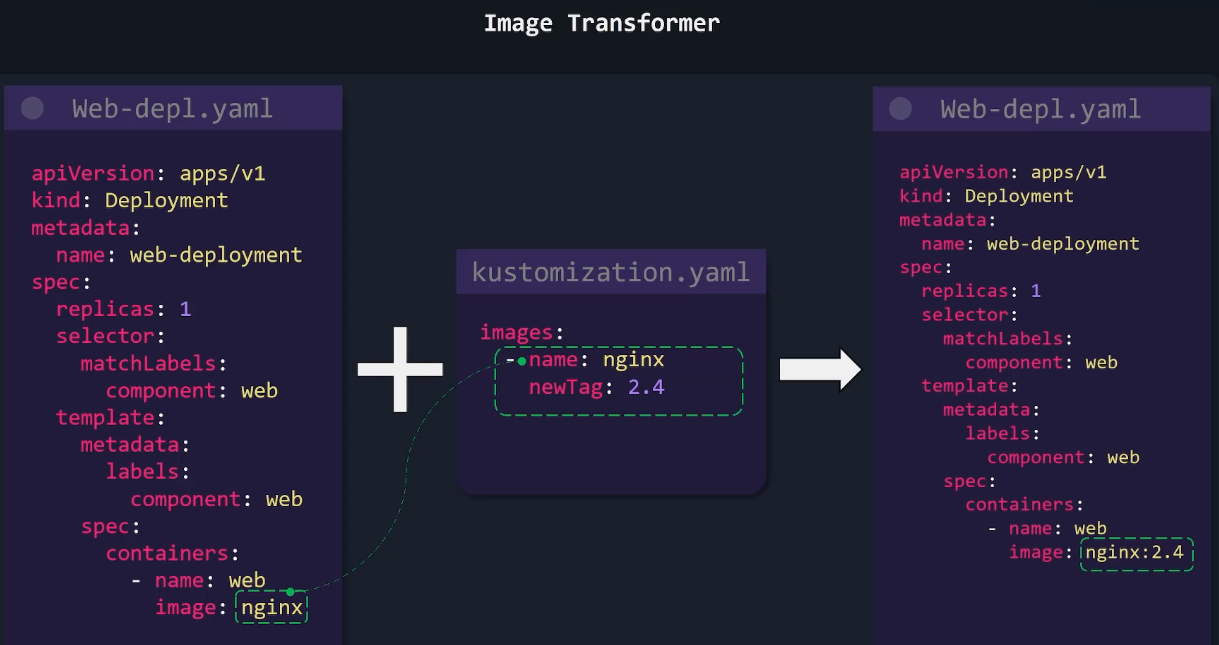 Image Transformer
Web-depl.yaml
apiVersion: apps/v1
kind: Deployment
metadata:
  name: web-deployment
spec:
  replicas: 1
  selector:
    matchLabels:
      component: web
  template:
    metadata:
      labels:
        component: web
    spec:
      containers:
        - name: web
          image: nginx
kustomization.yaml
images:
  - name: nginx
    newTag: 2.4
Web-depl.yaml
apiVersion: apps/v1
kind: Deployment
metadata:
  name: web-deployment
spec:
  replicas: 1
  selector:
    matchLabels:
      component: web
  template:
    metadata:
      labels:
        component: web
    spec:
      containers:
        - name: web
          image: nginx:2.4